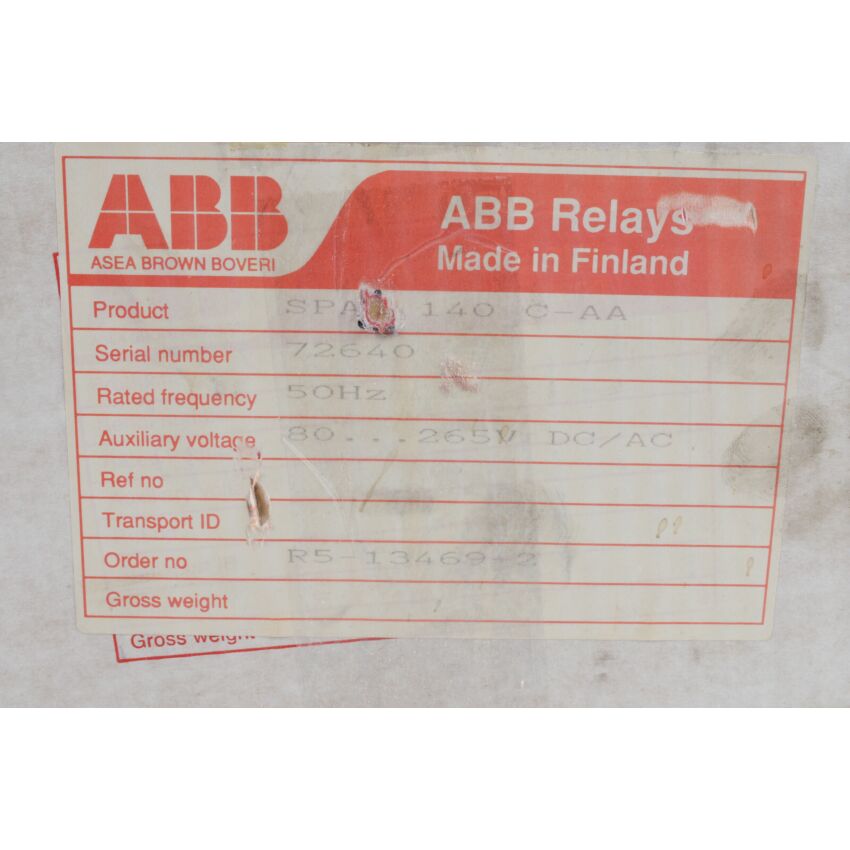 ABB
ASEA BROWN BOVERI
ABB Relays
Made in Finland
Product 140 C-AA
Serial number 72640
Rated frequency 50Hz
Auxiliary voltage 80...265V DC/AC
Ref no
Transport ID
Order no R5-13469-2
Gross weight
Gross weight